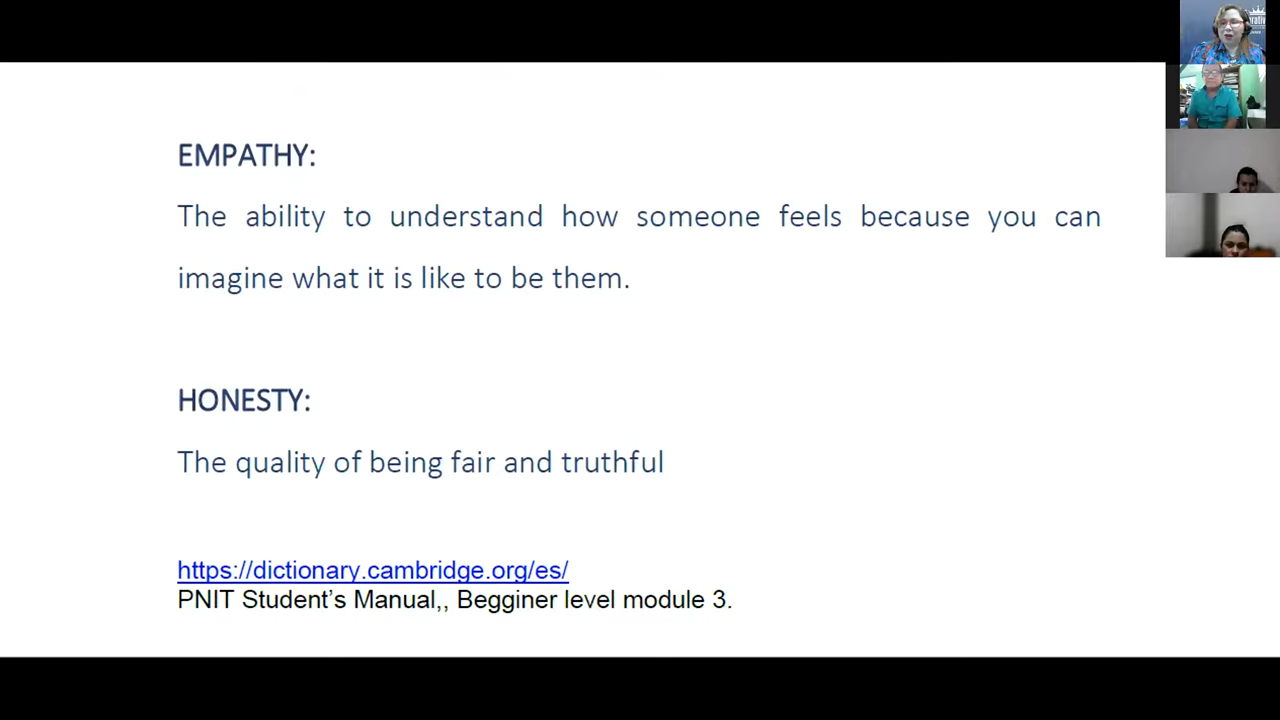 EMPATHY:
The ability to understand how someone feels because you can
imagine what it is like to be them.
HONESTY:
The quality of being fair and truthful
https://dictionary.cambridge.org/es/
PNIT Student’s Manual,, Begginer level module 3.